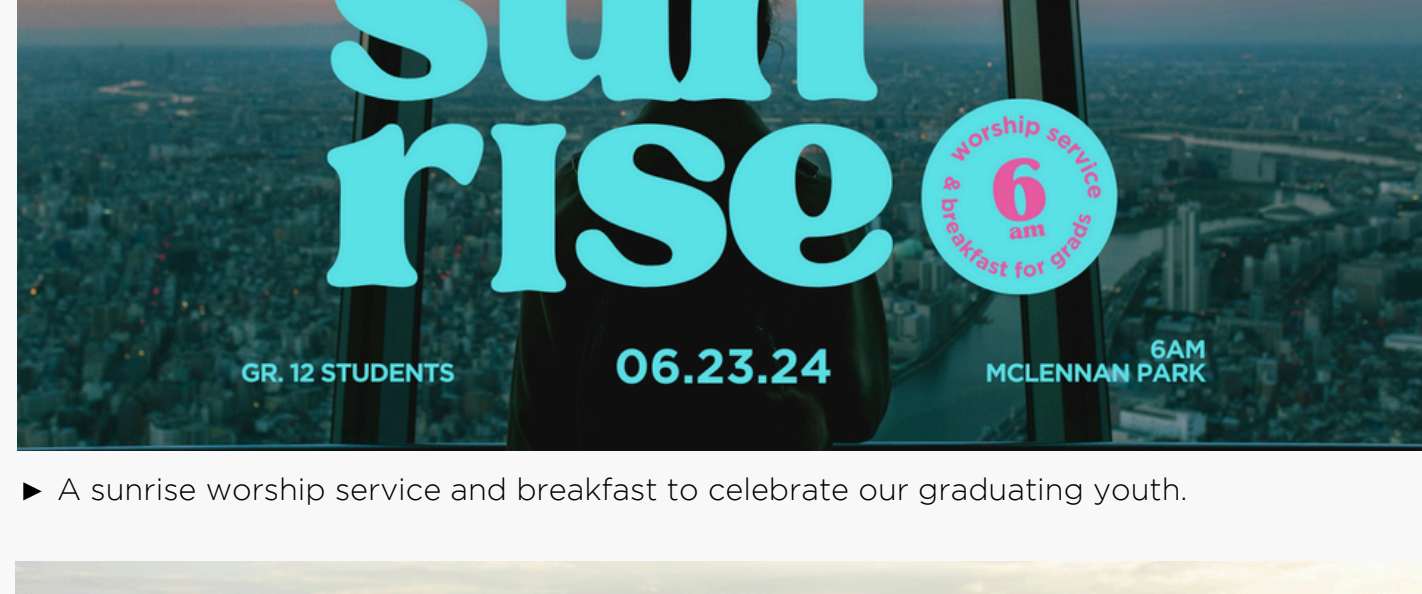 sun
rise
worship service
& breakfast for grads
6
am
GR. 12 STUDENTS
06.23.24
6AM
MCLENNAN PARK
► A sunrise worship service and breakfast to celebrate our graduating youth.